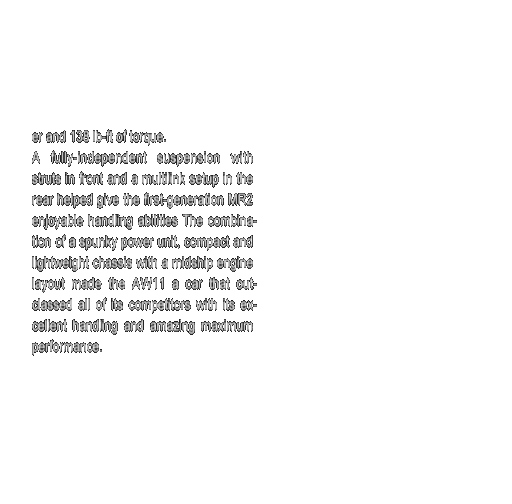 er and 138 lb-ft of torque.
A fully-independent suspension with
struts in front and a multilink setup in the
rear helped give the first-generation MR2
enjoyable handling abilities The combina-
tion of a spunky power unit, compact and
lightweight chassis with a midship engine
layout made the AW11 a car that out-
classed all of its competitors with its ex-
cellent handling and amazing maximum
performance.